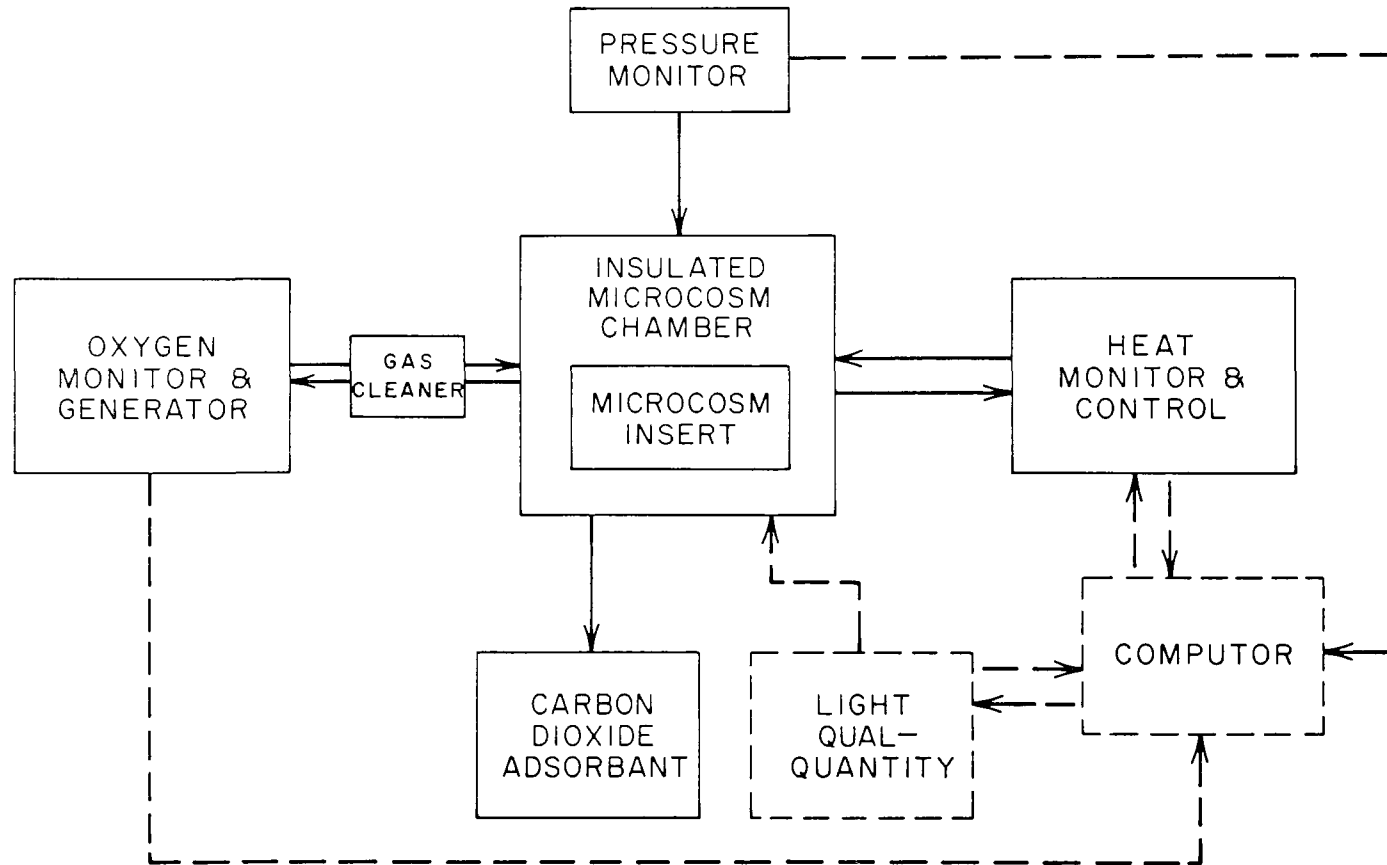 PRESSURE
MONITOR
INSULATED
MICROCOSM
CHAMBER
OXYGEN
MONITOR &
GENERATOR
GAS
CLEANER
MICROCOSM
INSERT
HEAT
MONITOR &
CONTROL
CARBON
DIOXIDE
ADSORBANT
LIGHT
QUAL-
QUANTITY
COMPUTOR